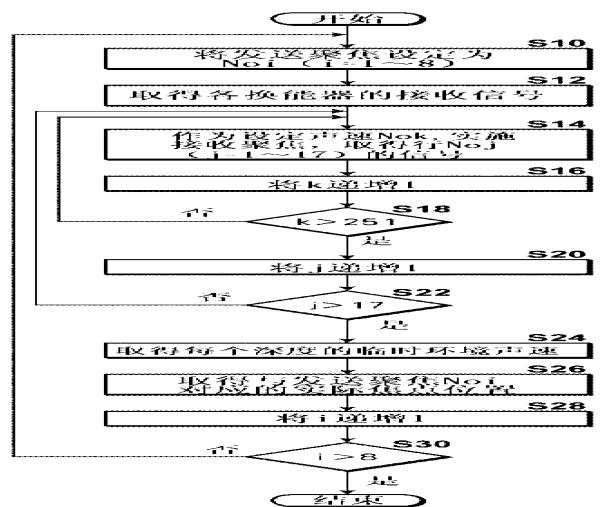 开始
S10
将发送聚焦设定为
Noi（i=1～8）
S12
取得各换能器的接收信号
S14
作为设定声速Nok,实施
接收聚焦，取得行Noj
（j=1～17）的信号
S16
将k递增1
S18
否
k>251
是
S20
将j递增1
S22
否
j>17
是
S24
取得每个深度的临时环境声速
S26
取得与发送聚焦Noi
对应的实际焦点位置
S28
将i递增1
S30
否
i>8
是
结束